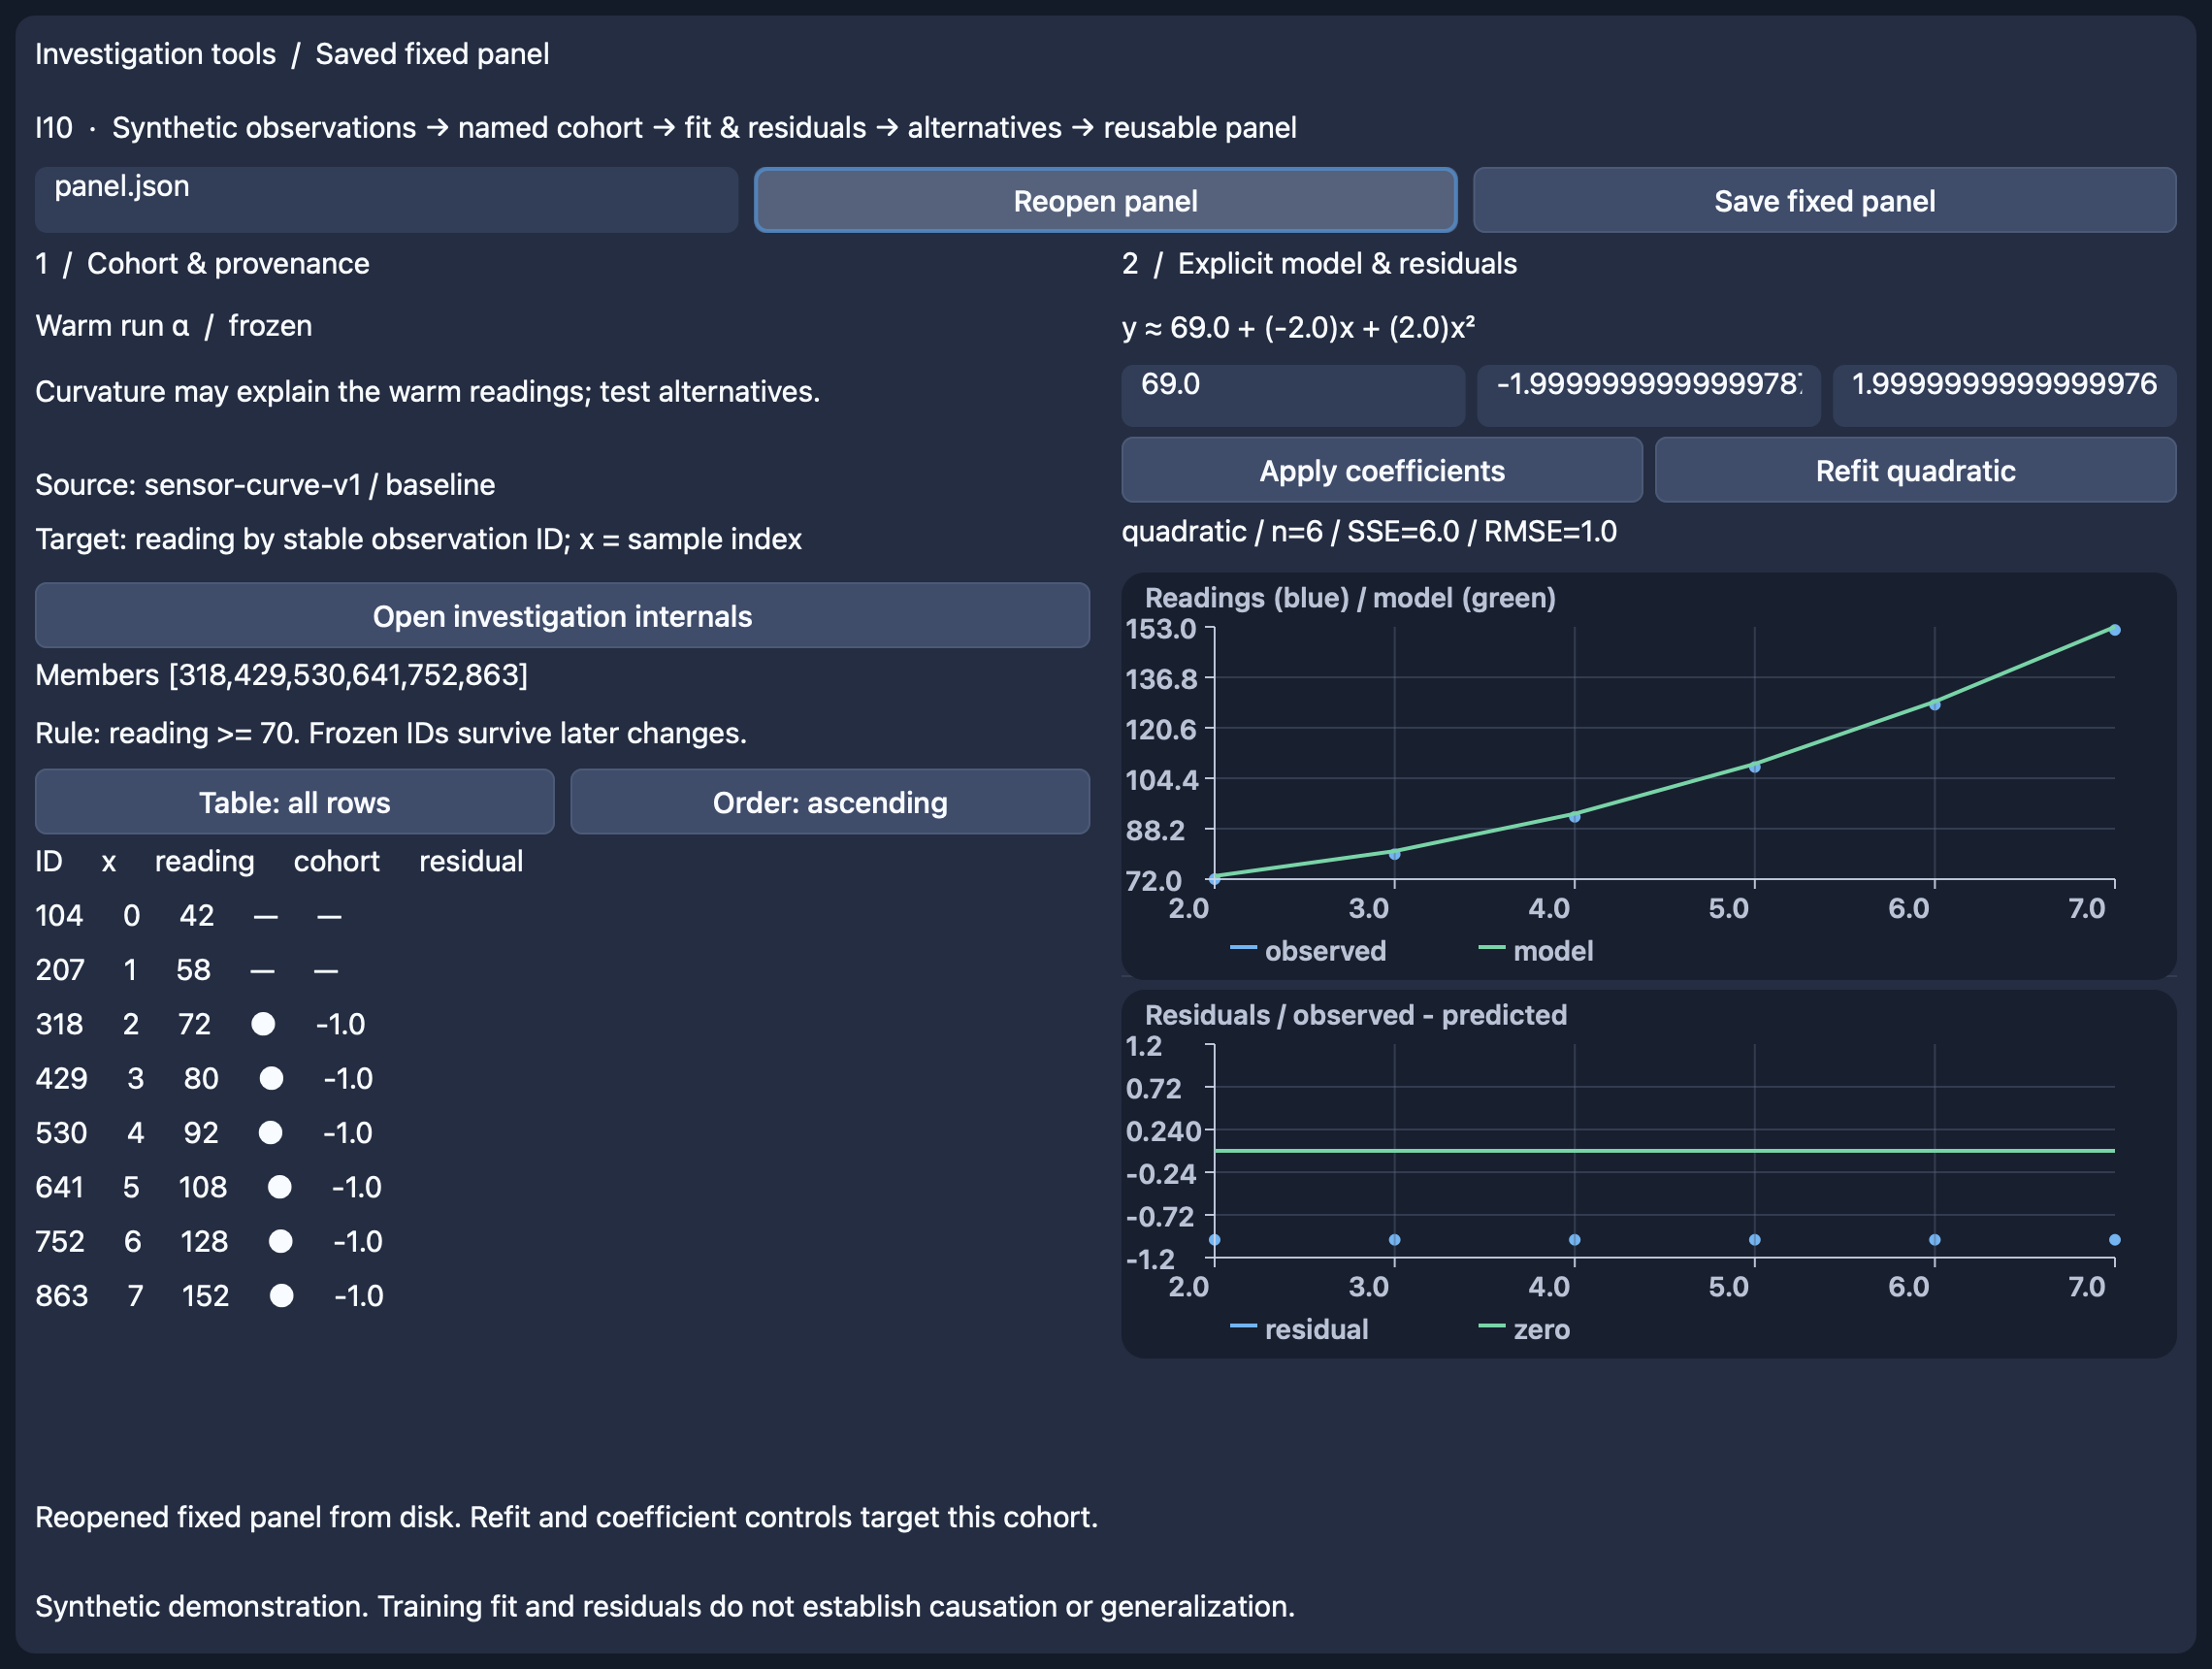 Investigation tools / Saved fixed panel
I10 · Synthetic observations → named cohort → fit & residuals → alternatives → reusable panel
panel.json
Reopen panel
Save fixed panel
1 / Cohort & provenance
Warm run α / frozen
Curvature may explain the warm readings; test alternatives.
Source: sensor-curve-v1 / baseline
Target: reading by stable observation ID; x = sample index
Open investigation internals
Members [318,429,530,641,752,863]
Rule: reading >= 70. Frozen IDs survive later changes.
Table: all rows
Order: ascending
ID x reading cohort residual
104 0 42 — —
207 1 58 — —
318 2 72 ● -1.0
429 3 80 ● -1.0
530 4 92 ● -1.0
641 5 108 ● -1.0
752 6 128 ● -1.0
863 7 152 ● -1.0
2 / Explicit model & residuals
y ≈ 69.0 + (-2.0)x + (2.0)x²
69.0
-1.999999999999978
1.9999999999999976
Apply coefficients
Refit quadratic
quadratic / n=6 / SSE=6.0 / RMSE=1.0
Readings (blue) / model (green)
153.0
136.8
120.6
104.4
88.2
72.0
2.0 3.0 4.0 5.0 6.0 7.0
observed model
Residuals / observed - predicted
1.2
0.72
0.240
-0.24
-0.72
-1.2
2.0 3.0 4.0 5.0 6.0 7.0
residual zero
Reopened fixed panel from disk. Refit and coefficient controls target this cohort.
Synthetic demonstration. Training fit and residuals do not establish causation or generalization.